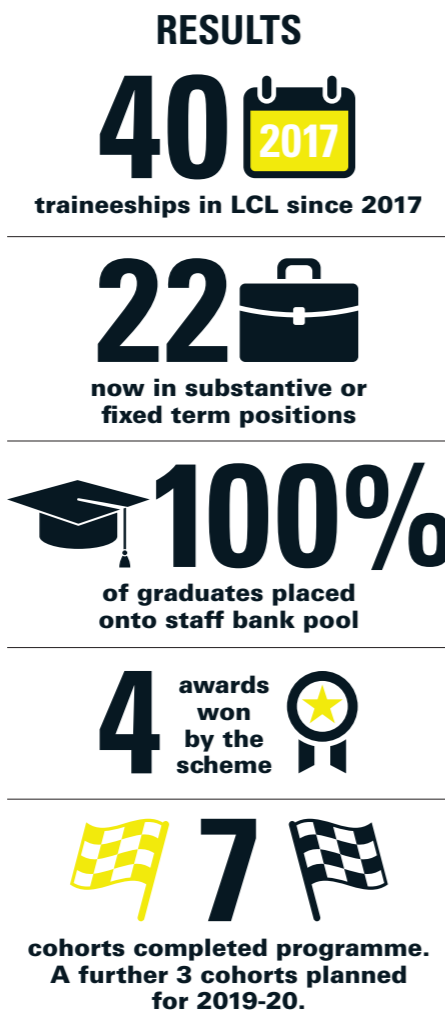 RESULTS
40 2017
traineeships in LCL since 2017
22
now in substantive or
fixed term positions
100%
of graduates placed
onto staff bank pool
4
awards
won
by the
scheme
7
cohorts completed programme.
A further 3 cohorts planned
for 2019-20.